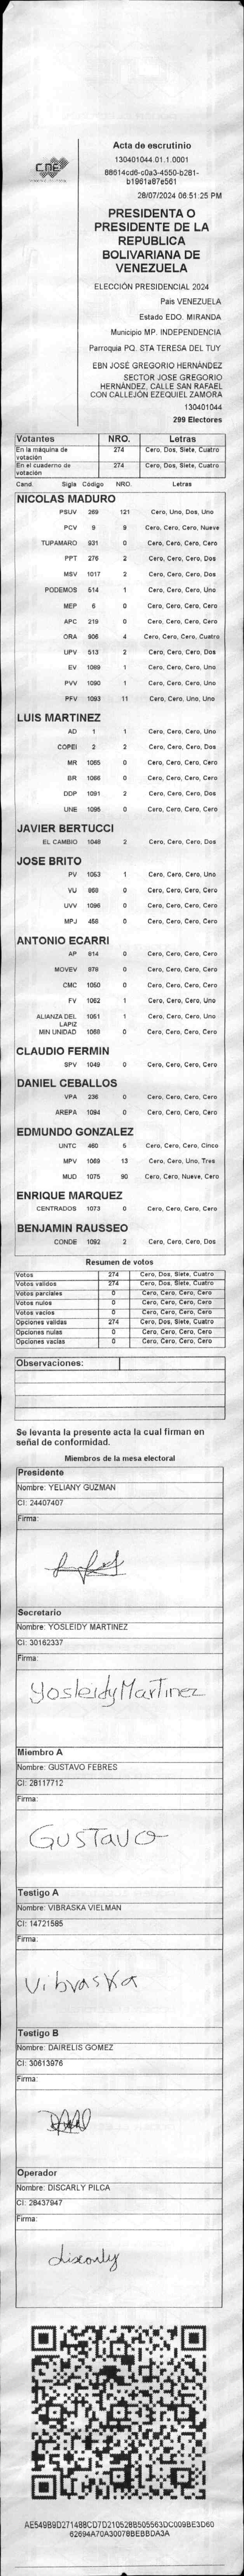 CNE
Acta de escrutinio
130401044.01.1.0001
88614cd6-c0a3-4550-b281-
b1961a87e561
28/07/2024 06:51:25 PM
PRESIDENTA O
PRESIDENTE DE LA
REPUBLICA
BOLIVARIANA DE
VENEZUELA
ELECCIÓN PRESIDENCIAL 2024
Pais VENEZUELA
Estado EDO. MIRANDA
Municipio MP. INDEPENDENCIA
Parroquia PQ. STA TERESA DEL TUY
EBN JOSÉ GREGORIO HERNÁNDEZ
SECTOR JOSE GREGORIO
HERNÁNDEZ. CALLE SAN RAFAEL
CON CALLEJÓN EZEQUIEL ZAMORA
130401044
299 Electores
Votantes NRO. Letras
En la máquina de votación 274 Cero, Dos, Siete, Cuatro
En el cuaderno de votación 274 Cero, Dos, Siete, Cuatro
Cand. Sigla Código NRO. Letras
NICOLAS MADURO
PSUV 269 121 Cero, Uno, Dos, Uno
PCV 9 9 Cero, Cero, Cero, Nueve
TUPAMARO 931 0 Cero, Cero, Cero, Cero
PPT 276 2 Cero, Cero, Cero, Dos
MSV 1017 2 Cero, Cero, Cero, Dos
PODEMOS 514 1 Cero, Cero, Cero, Uno
MEP 6 0 Cero, Cero, Cero, Cero
APC 219 0 Cero, Cero, Cero, Cero
ORA 906 4 Cero, Cero, Cero, Cuatro
UPV 513 2 Cero, Cero, Cero, Dos
EV 1089 1 Cero, Cero, Cero, Uno
PVV 1090 1 Cero, Cero, Cero, Uno
PFV 1093 11 Cero, Cero, Uno, Uno
LUIS MARTINEZ
AD 1 1 Cero, Cero, Cero, Uno
COPEI 2 2 Cero, Cero, Cero, Dos
MR 1065 0 Cero, Cero, Cero, Cero
BR 1066 0 Cero, Cero, Cero, Cero
DDP 1091 2 Cero, Cero, Cero, Dos
UNE 1095 0 Cero, Cero, Cero, Cero
JAVIER BERTUCCI
EL CAMBIO 1048 2 Cero, Cero, Cero, Dos
JOSE BRITO
PV 1053 1 Cero, Cero, Cero, Uno
VU 868 0 Cero, Cero, Cero, Cero
UVV 1096 0 Cero, Cero, Cero, Cero
MPJ 458 0 Cero, Cero, Cero, Cero
ANTONIO ECARRI
AP 814 0 Cero, Cero, Cero, Cero
MOVEV 978 0 Cero, Cero, Cero, Cero
CMC 1050 0 Cero, Cero, Cero, Cero
FV 1062 1 Cero, Cero, Cero, Uno
ALIANZA DEL LAPIZ 1051 1 Cero, Cero, Cero, Uno
MIN UNIDAD 1088 0 Cero, Cero, Cero, Cero
CLAUDIO FERMIN
SPV 1049 0 Cero, Cero, Cero, Cero
DANIEL CEBALLOS
VPA 236 0 Cero, Cero, Cero, Cero
AREPA 1094 0 Cero, Cero, Cero, Cero
EDMUNDO GONZALEZ
UNTC 460 5 Cero, Cero, Cero, Cinco
MPV 1069 13 Cero, Cero, Uno, Tres
MUD 1075 90 Cero, Cero, Nueve, Cero
ENRIQUE MARQUEZ
CENTRADOS 1073 0 Cero, Cero, Cero, Cero
BENJAMIN RAUSSEO
CONDE 1092 2 Cero, Cero, Cero, Dos
Resumen de votos
Votos 274 Cero, Dos, Siete, Cuatro
Votos validos 274 Cero, Dos, Siete, Cuatro
Votos parciales 0 Cero, Cero, Cero, Cero
Votos nulos 0 Cero, Cero, Cero, Cero
Votos vacios 0 Cero, Cero, Cero, Cero
Opciones validas 274 Cero, Dos, Siete, Cuatro
Opciones nulas 0 Cero, Cero, Cero, Cero
Opciones vacias 0 Cero, Cero, Cero, Cero
Observaciones:
Se levanta la presente acta la cual firman en
señal de conformidad.
Miembros de la mesa electoral
Presidente
Nombre: YELIANY GUZMAN
CI: 24407407
Firma:
Secretario
Nombre: YOSLEIDY MARTINEZ
CI: 30162337
Firma:
Yosleidy Martinez
Miembro A
Nombre: GUSTAVO FEBRES
CI: 28117712
Firma:
GUSTAVO
Testigo A
Nombre: VIBRASKA VIELMAN
CI: 14721585
Firma:
Vibraska
Testigo B
Nombre: DAIRELIS GOMEZ
CI: 30613976
Firma:
Operador
Nombre: DISCARLY PILCA
CI: 28437947
Firma:
Discarly
AE549B9D271488CD7D210528B505563DC009BE3D60
62694A70A30078BEBBDA3A